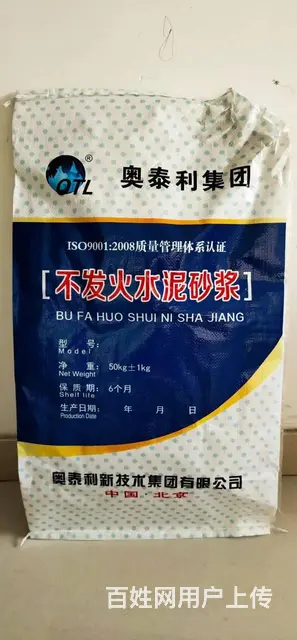 QTL ®
奥泰利集团
ISO9001:2008质量管理体系认证
[不发火水泥砂浆]
BU FA HUO SHUI NI SHA JIANG
型 号:
Model
净 重: 50kg±1kg
Net Weight
保 质 期: 6个月
Shelf life
生产日期: 年 月 日
Production Date
奥泰利新技术集团有限公司
中国·北京
百姓网用户上传